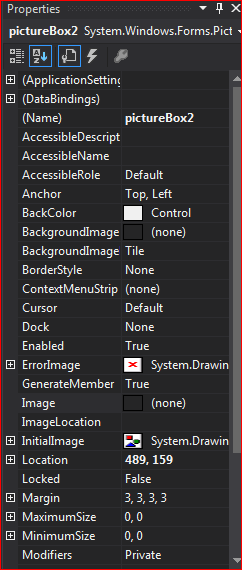 Properties
pictureBox2 System.Windows.Forms.Pict
(ApplicationSetting
(DataBindings)
(Name) pictureBox2
AccessibleDescript
AccessibleName
AccessibleRole Default
Anchor Top, Left
BackColor Control
BackgroundImage (none)
BackgroundImage Tile
BorderStyle None
ContextMenuStrip (none)
Cursor Default
Dock None
Enabled True
ErrorImage System.Drawin
GenerateMember True
Image (none)
ImageLocation
InitialImage System.Drawin
Location 489, 159
Locked False
Margin 3, 3, 3, 3
MaximumSize 0, 0
MinimumSize 0, 0
Modifiers Private